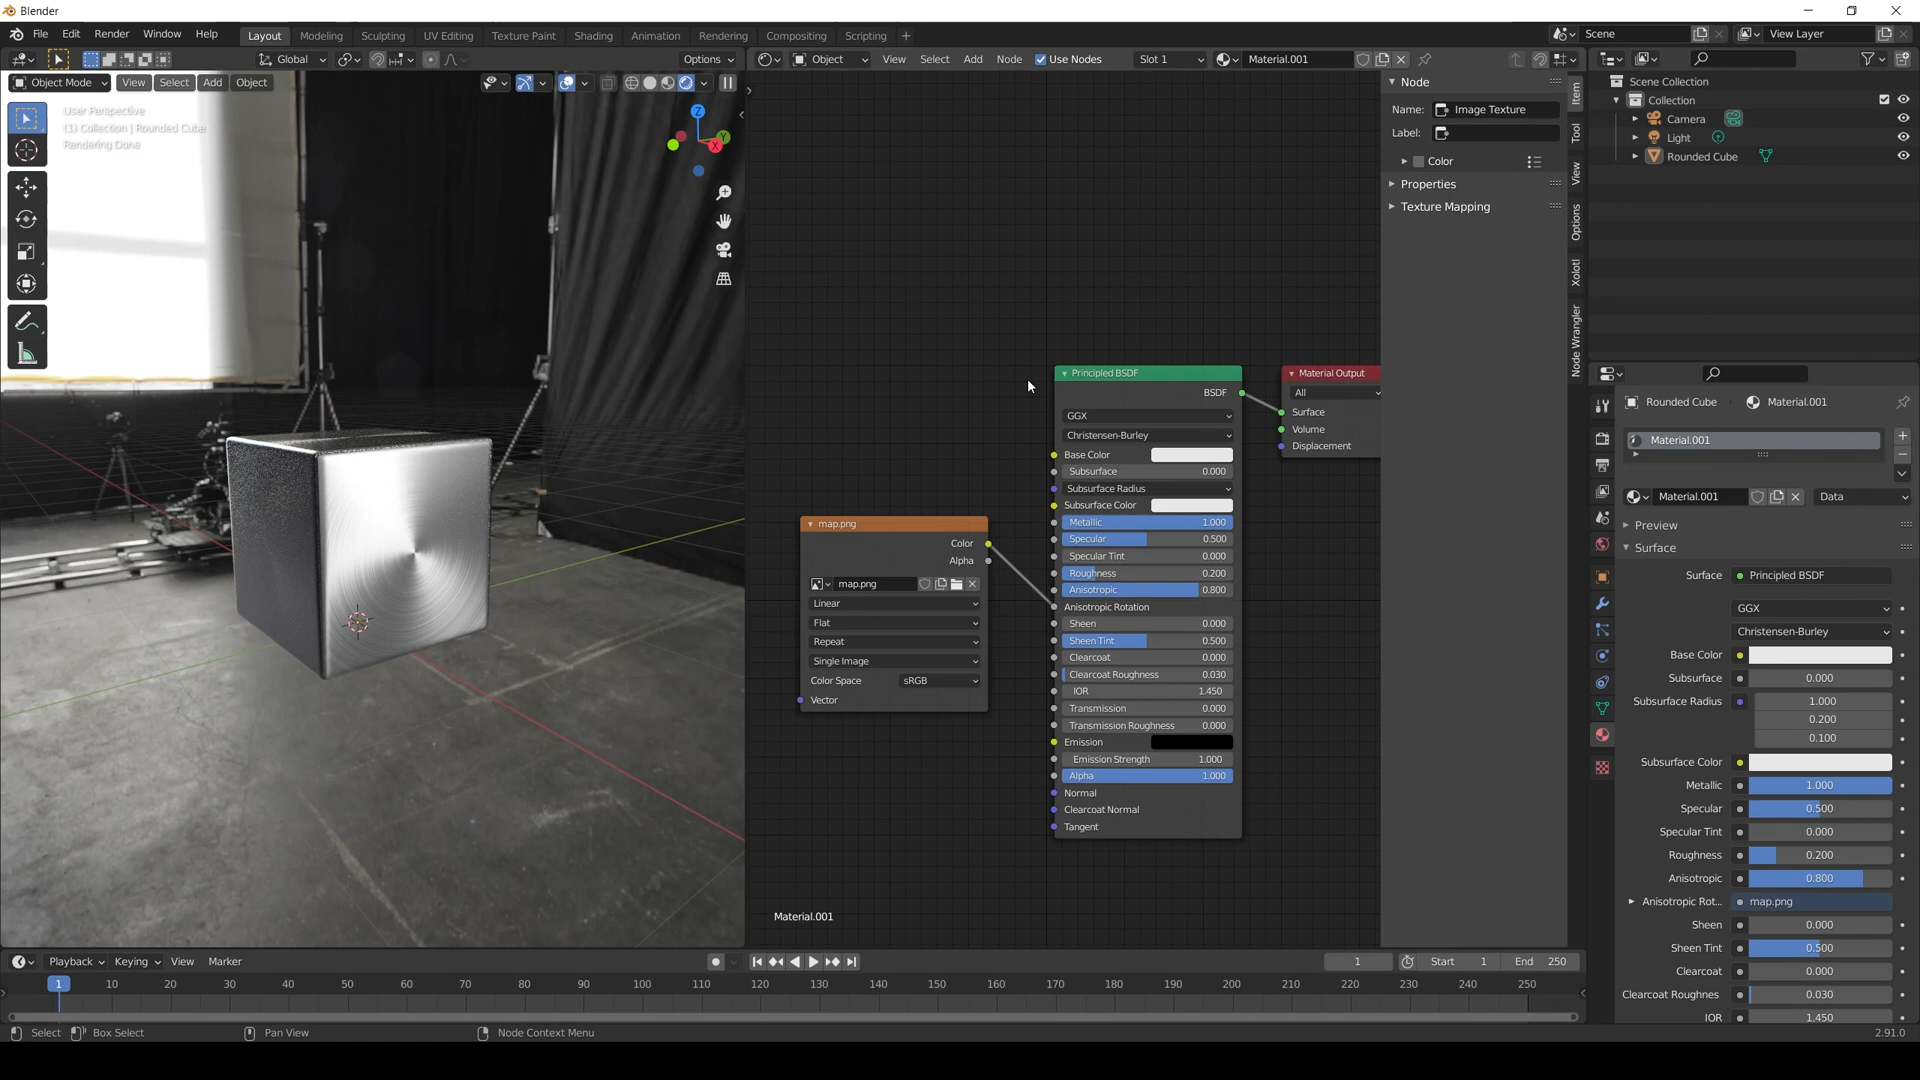 Blender
File Edit Render Window Help
Layout Modeling Sculpting UV Editing Texture Paint Shading Animation Rendering Compositing Scripting +
Scene
View Layer
Global
Options
Object
View Select Add Node Use Nodes
Slot 1
Material.001
Object Mode View Select Add Object
User Perspective
(1) Collection | Rounded Cube
Rendering Done
Z
Y
X
Node
Name: Image Texture
Label:
Color
Properties
Texture Mapping
Item
Tool
View
Options
Xolotl
Node Wrangler
Scene Collection
Collection
Camera
Light
Rounded Cube
map.png
Color
Alpha
map.png
Linear
Flat
Repeat
Single Image
Color Space sRGB
Vector
Principled BSDF
BSDF
GGX
Christensen-Burley
Base Color
Subsurface 0.000
Subsurface Radius
Subsurface Color
Metallic 1.000
Specular 0.500
Specular Tint 0.000
Roughness 0.200
Anisotropic 0.800
Anisotropic Rotation
Sheen 0.000
Sheen Tint 0.500
Clearcoat 0.000
Clearcoat Roughness 0.030
IOR 1.450
Transmission 0.000
Transmission Roughness 0.000
Emission
Emission Strength 1.000
Alpha 1.000
Normal
Clearcoat Normal
Tangent
Material Output
All
Surface
Volume
Displacement
Material.001
Rounded Cube Material.001
Material.001
Material.001 Data
Preview
Surface
Surface Principled BSDF
GGX
Christensen-Burley
Base Color
Subsurface 0.000
Subsurface Radius 1.000
0.200
0.100
Subsurface Color
Metallic 1.000
Specular 0.500
Specular Tint 0.000
Roughness 0.200
Anisotropic 0.800
Anisotropic Rot... map.png
Sheen 0.000
Sheen Tint 0.500
Clearcoat 0.000
Clearcoat Roughnes 0.030
IOR 1.450
Playback Keying View Marker
1 Start 1 End 250
1 10 20 30 40 50 60 70 80 90 100 110 120 130 140 150 160 170 180 190 200 210 220 230 240 250
Select Box Select Pan View Node Context Menu 2.91.0